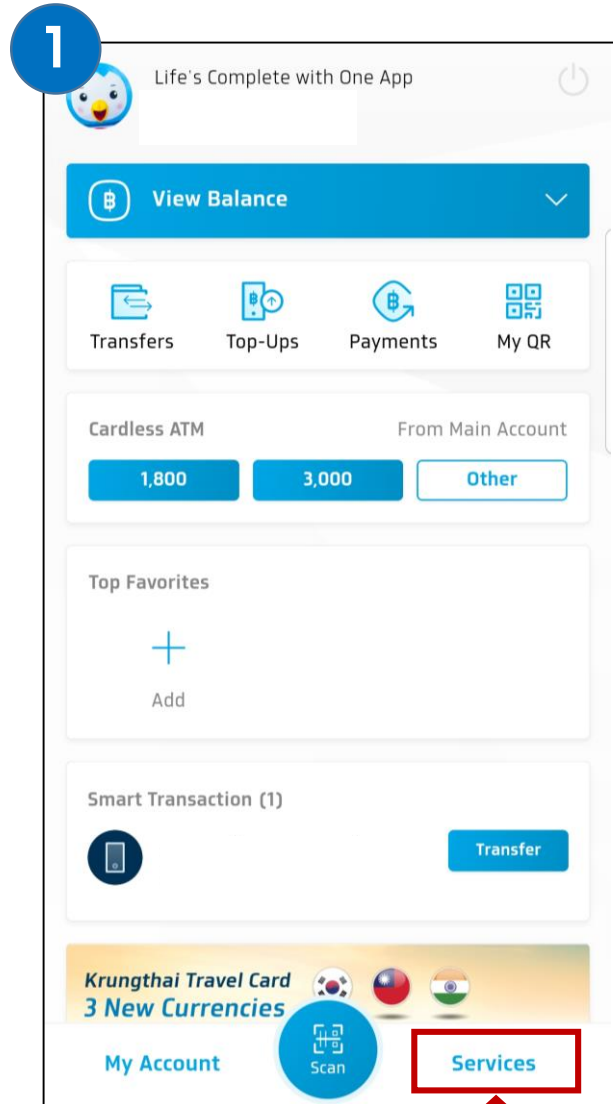 1
Life's Complete with One App
฿ View Balance
Transfers Top-Ups Payments My QR
Cardless ATM From Main Account
1,800 3,000 Other
Top Favorites
Add
Smart Transaction (1)
Transfer
Krungthai Travel Card
3 New Currencies
My Account Scan Services